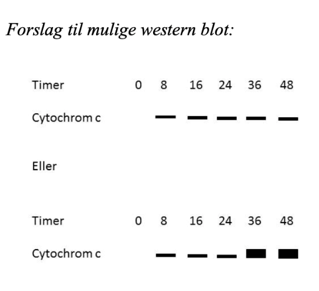 Forslag til mulige western blot:
Timer 0 8 16 24 36 48
Cytochrom c
Eller
Timer 0 8 16 24 36 48
Cytochrom c